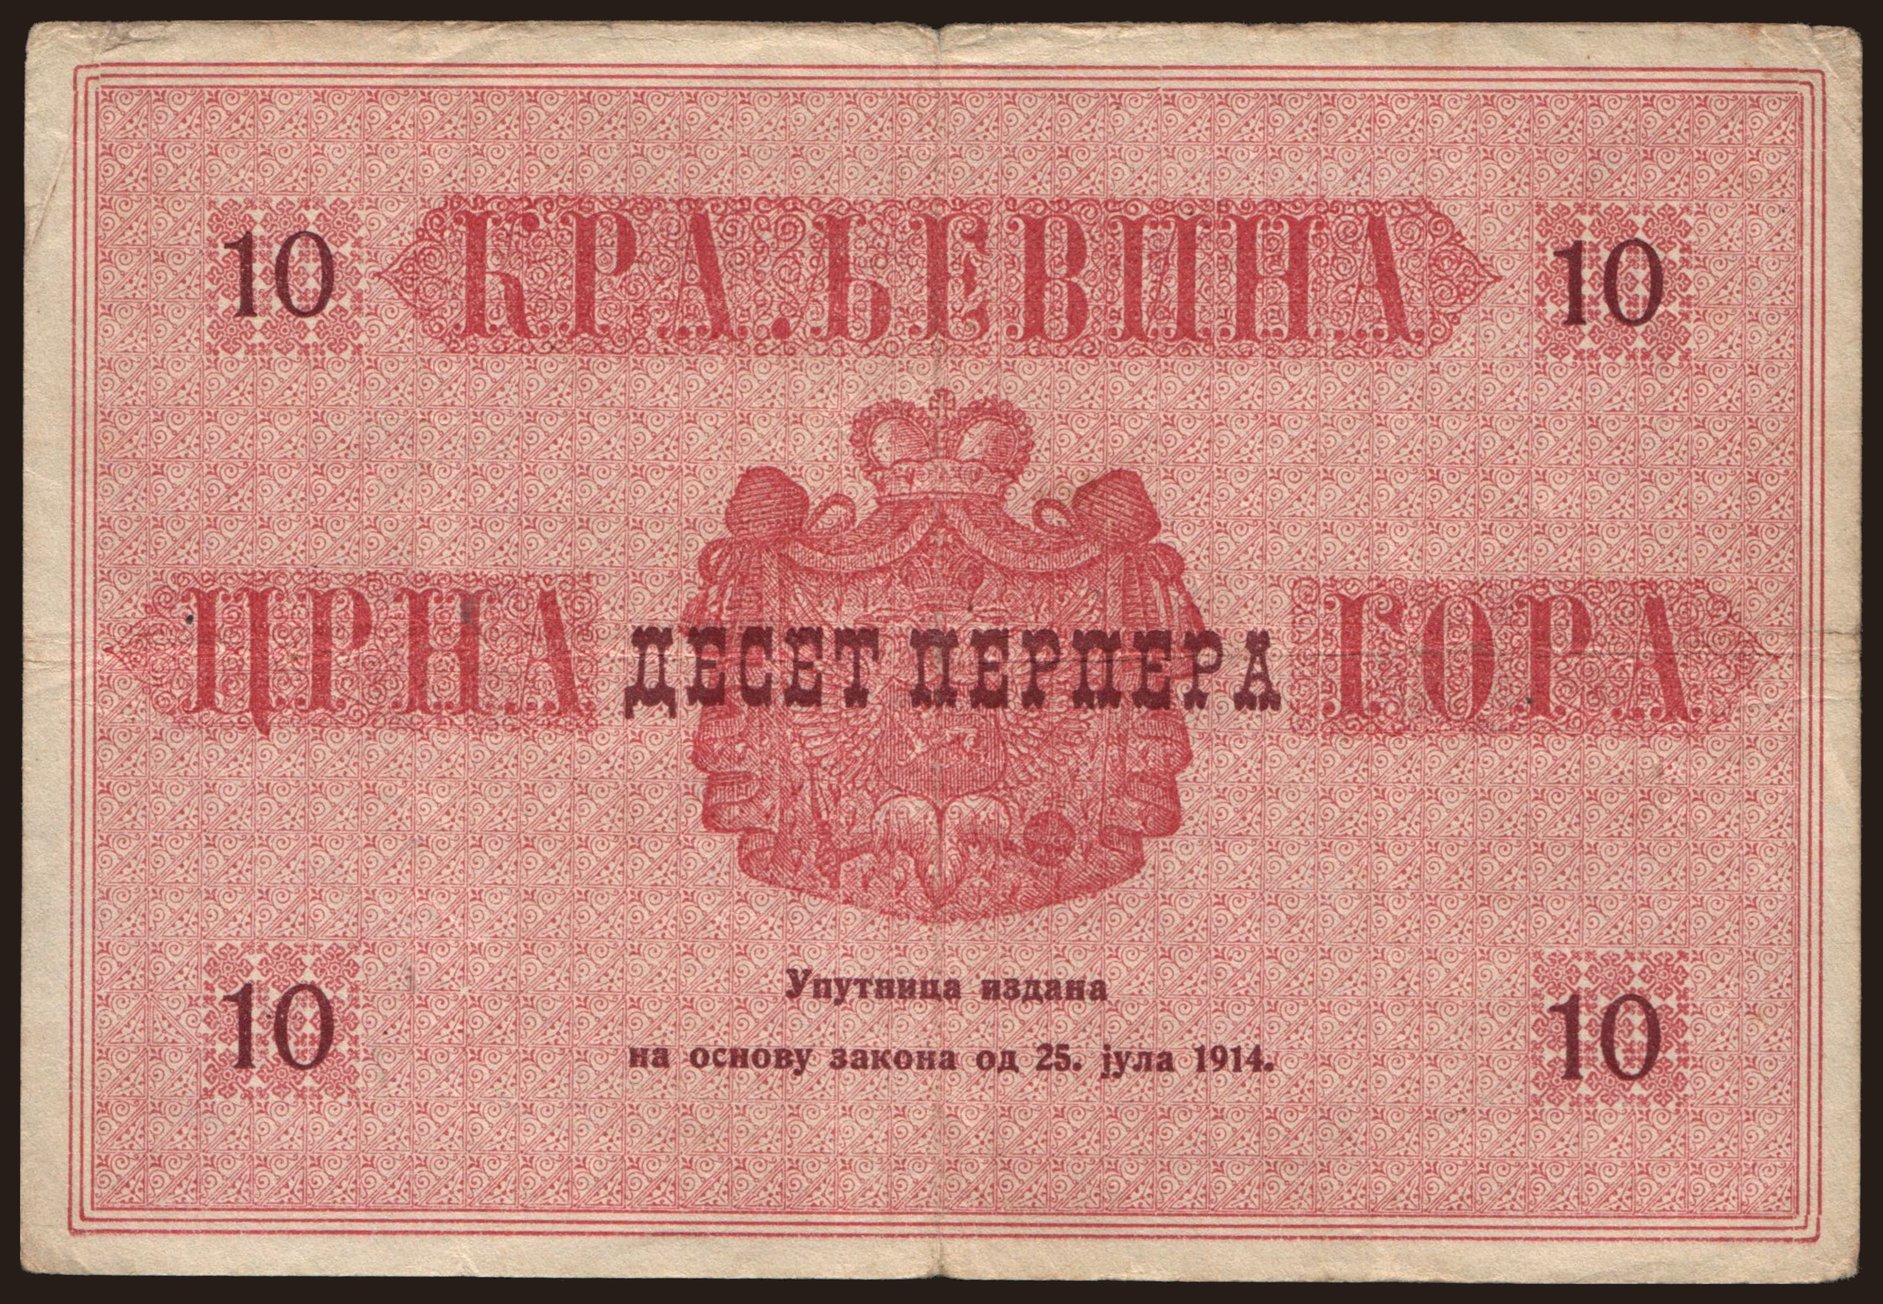 10 КРАЉЕВИНА 10
ЦРНА ДЕСЕТ ПЕРПЕРА ГОРА
Упутница издана
на основу закона од 25. јула 1914.
10 10